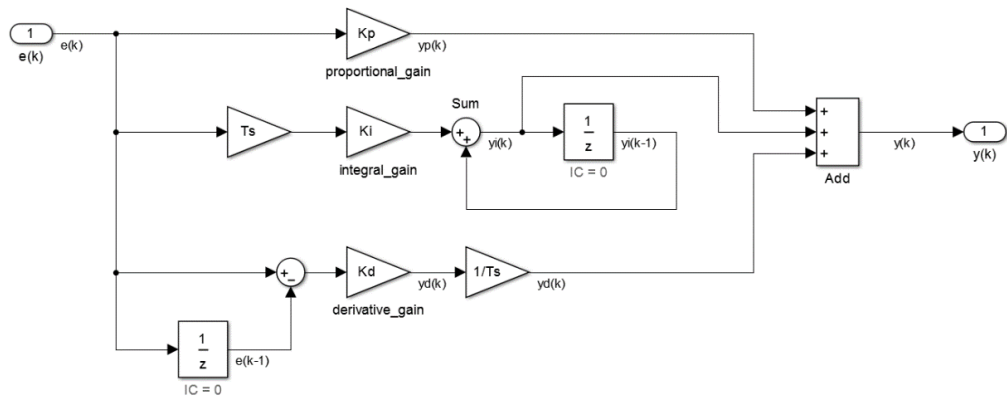 1
e(k)
e(k)
Kp
yp(k)
proportional_gain
Ts
Ki
integral_gain
Sum
+
+
yi(k)
1
z
yi(k-1)
IC = 0
+
+
+
Add
y(k)
1
y(k)
+
−
Kd
yd(k)
derivative_gain
1/Ts
yd(k)
1
z
e(k-1)
IC = 0